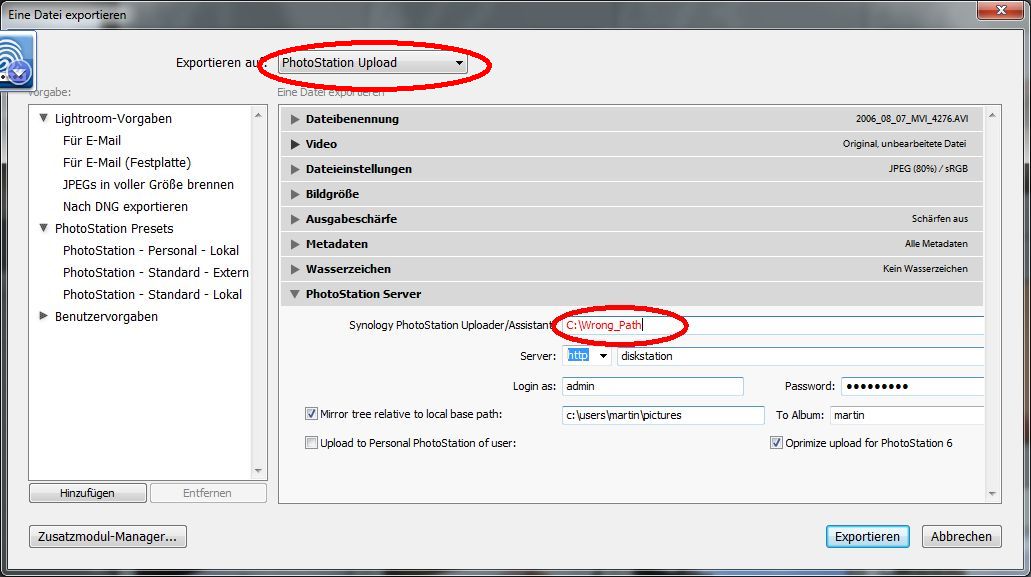 Eine Datei exportieren
Exportieren au
PhotoStation Upload
Vorgabe:
Eine Datei exportieren
Lightroom-Vorgaben
Für E-Mail
Für E-Mail (Festplatte)
JPEGs in voller Größe brennen
Nach DNG exportieren
PhotoStation Presets
PhotoStation - Personal - Lokal
PhotoStation - Standard - Extern
PhotoStation - Standard - Lokal
Benutzervorgaben
Hinzufügen
Entfernen
Dateibenennung 2006_08_07_MVI_4276.AVI
Video Original, unbearbeitete Datei
Dateieinstellungen JPEG (80%) / sRGB
Bildgröße
Ausgabeschärfe Schärfen aus
Metadaten Alle Metadaten
Wasserzeichen Kein Wasserzeichen
PhotoStation Server
Synology PhotoStation Uploader/Assistant: C:\Wrong_Path
Server: http diskstation
Login as: admin Password: •••••••••
Mirror tree relative to local base path: c:\users\martin\pictures To Album: martin
Upload to Personal PhotoStation of user: Oprimize upload for PhotoStation 6
Zusatzmodul-Manager... Exportieren Abbrechen